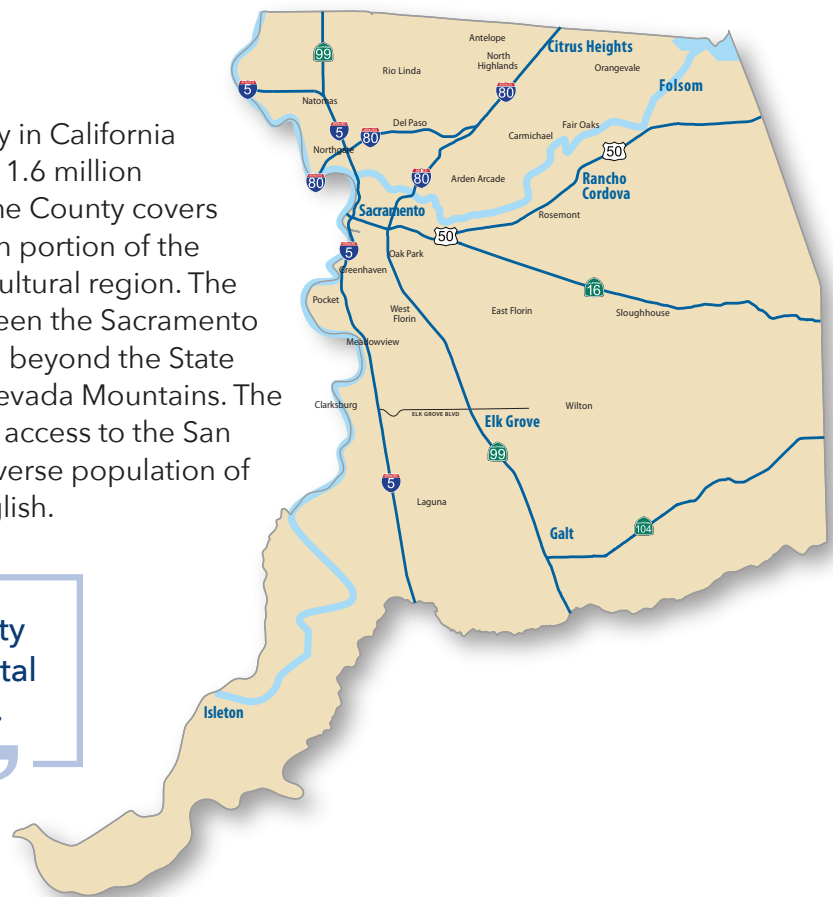 y in California
1.6 million
he County covers
n portion of the
cultural region. The
een the Sacramento
beyond the State
evada Mountains. The
access to the San
verse population of
glish.
ty
tal
99
Antelope
Citrus Heights
North
Highlands
Rio Linda
Orangevale
Folsom
5
80
Natomas
Del Paso
5
80
Fair Oaks
Carmichael
Northgate
50
80
80
Arden Arcade
Rancho
Cordova
Sacramento
Rosemont
50
5
Oak Park
Greenhaven
16
Pocket
West
Florin
East Florin
Sloughhouse
Meadowview
Clarksburg
ELK GROVE BLVD
Elk Grove
Wilton
99
5
Laguna
Galt
104
Isleton